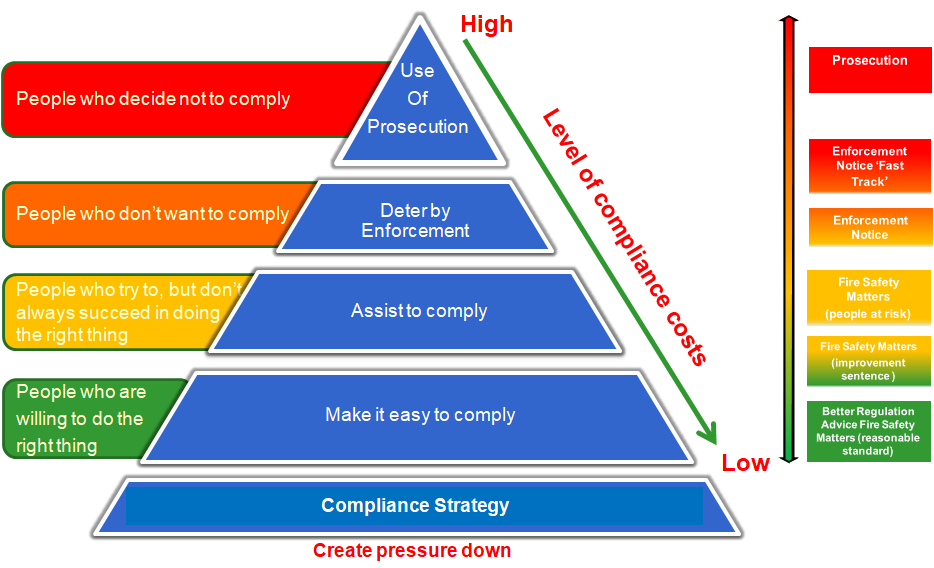 High
Use
Of
Prosecution
People who decide not to comply
People who don't want to comply
Deter by
Enforcement
People who try to, but don't
always succeed in doing
the right thing
Assist to comply
People who are
willing to do the
right thing
Make it easy to comply
Level of compliance costs
Low
Compliance Strategy
Create pressure down
Prosecution
Enforcement
Notice ‘Fast
Track’
Enforcement
Notice
Fire Safety
Matters
(people at risk)
Fire Safety Matters
(improvement
sentence )
Better Regulation
Advice Fire Safety
Matters (reasonable
standard)